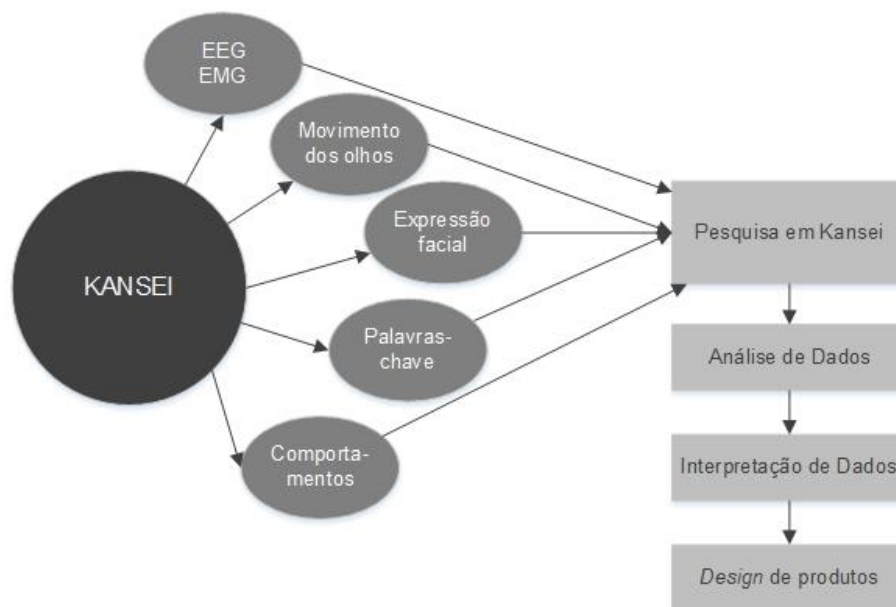 EEG
EMG
Movimento
dos olhos
Expressão
facial
KANSEI
Palavras-
chave
Comporta-
mentos
Pesquisa em Kansei
Análise de Dados
Interpretação de Dados
Design de produtos